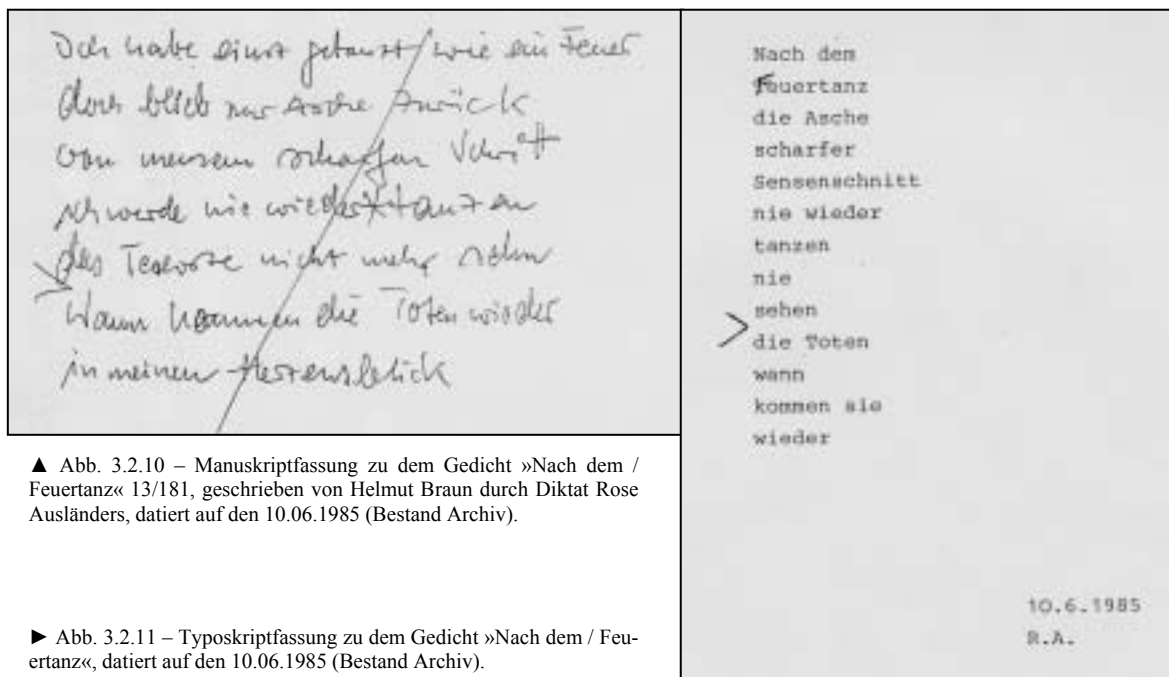 Ich habe einst getanzt/wie ein Feuer
doch blieb nur Asche zurück
von meinem scharfen
ich werde nie wieder tanzen
nicht mehr sehn
Wann kommen die Toten wieder
in meinen Herzensblick
▲ Abb. 3.2.10 – Manuskriptfassung zu dem Gedicht »Nach dem /
Feuertanz« 13/181, geschrieben von Helmut Braun durch Diktat Rose
Ausländers, datiert auf den 10.06.1985 (Bestand Archiv).
► Abb. 3.2.11 – Typoskriptfassung zu dem Gedicht »Nach dem / Feu-
ertanz«, datiert auf den 10.06.1985 (Bestand Archiv).
Nach dem
Feuertanz
die Asche
scharfer
Sensenschnitt
nie wieder
tanzen
nie
sehen
die Toten
wann
kommen sie
wieder
10.6.1985
R.A.